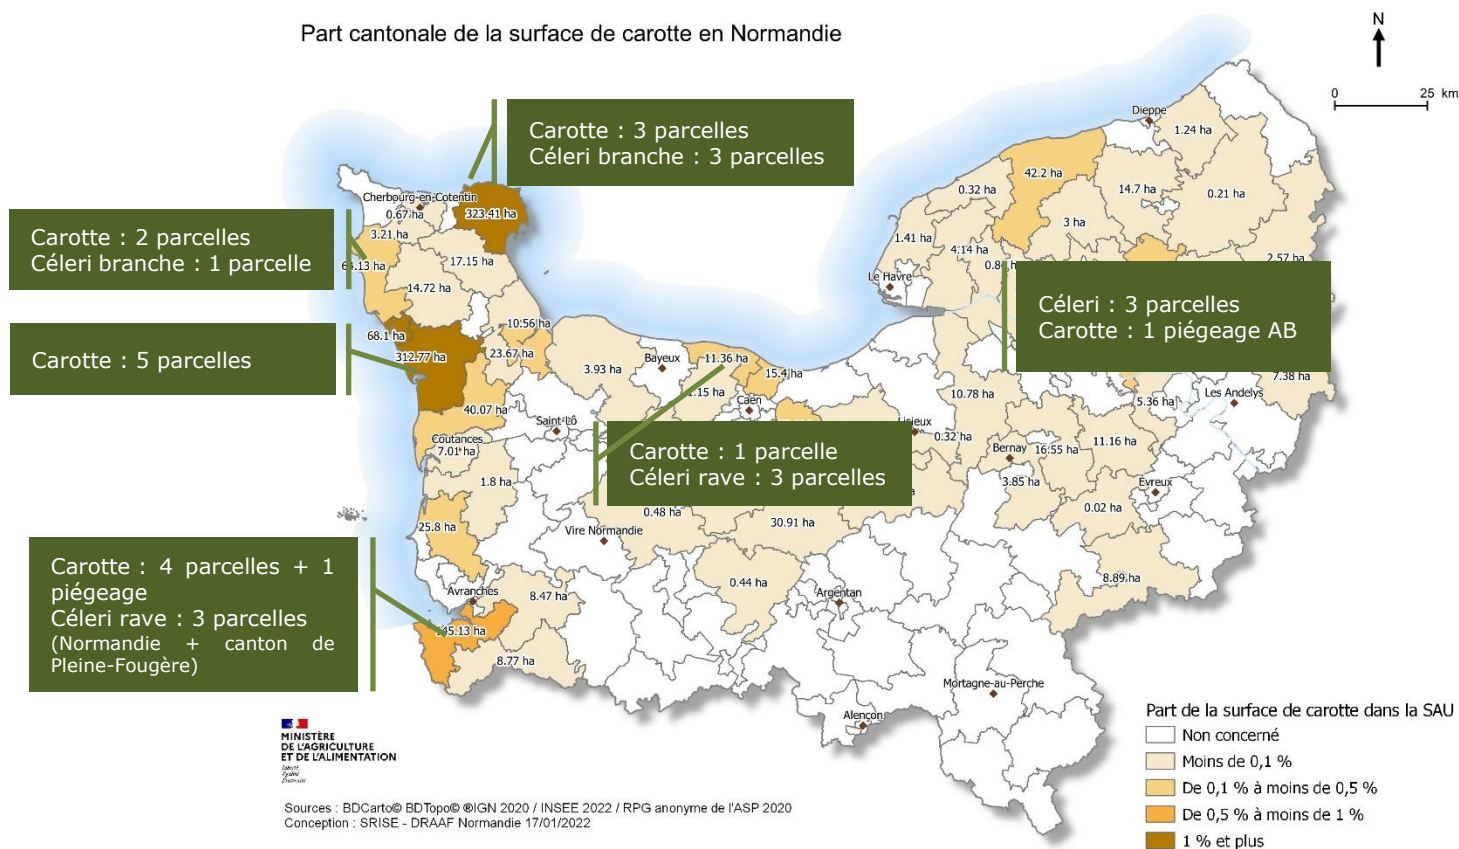 Part cantonale de la surface de carotte en Normandie
N
0 25 km
Carotte : 3 parcelles
Céleri branche : 3 parcelles
Carotte : 2 parcelles
Céleri branche : 1 parcelle
Carotte : 5 parcelles
Céleri : 3 parcelles
Carotte : 1 piégeage AB
Carotte : 1 parcelle
Céleri rave : 3 parcelles
Carotte : 4 parcelles + 1
piégeage
Céleri rave : 3 parcelles
(Normandie + canton de
Pleine-Fougère)
Dieppe
1.24 ha
42.2 ha
0.32 ha
14.7 ha
0.21 ha
3 ha
1.41 ha
4.14 ha
2.57 ha
Le Havre
Cherbourg-en-Cotentin
0.67 ha
323.41 ha
3.21 ha
17.15 ha
14.72 ha
68.1 ha
312.77 ha
10.56 ha
23.67 ha
3.93 ha
Bayeux
11.36 ha
15.4 ha
Caen
7.38 ha
Les Andelys
5.36 ha
10.78 ha
40.07 ha
Saint-Lô
Coutances
7.01 ha
0.32 ha
Bernay
16.55 ha
11.16 ha
3.85 ha
Evreux
0.02 ha
1.8 ha
25.8 ha
0.48 ha
30.91 ha
Vire Normandie
8.89 ha
0.44 ha
Argentan
Avranches
8.47 ha
8.77 ha
Mortagne-au-Perche
Alençon
MINISTÈRE
DE L'AGRICULTURE
ET DE L'ALIMENTATION
Liberté
Égalité
Fraternité
Sources : BDCarto© BDTopo© ®IGN 2020 / INSEE 2022 / RPG anonyme de l'ASP 2020
Conception : SRISE - DRAAF Normandie 17/01/2022
Part de la surface de carotte dans la SAU
Non concerné
Moins de 0,1 %
De 0,1 % à moins de 0,5 %
De 0,5 % à moins de 1 %
1 % et plus